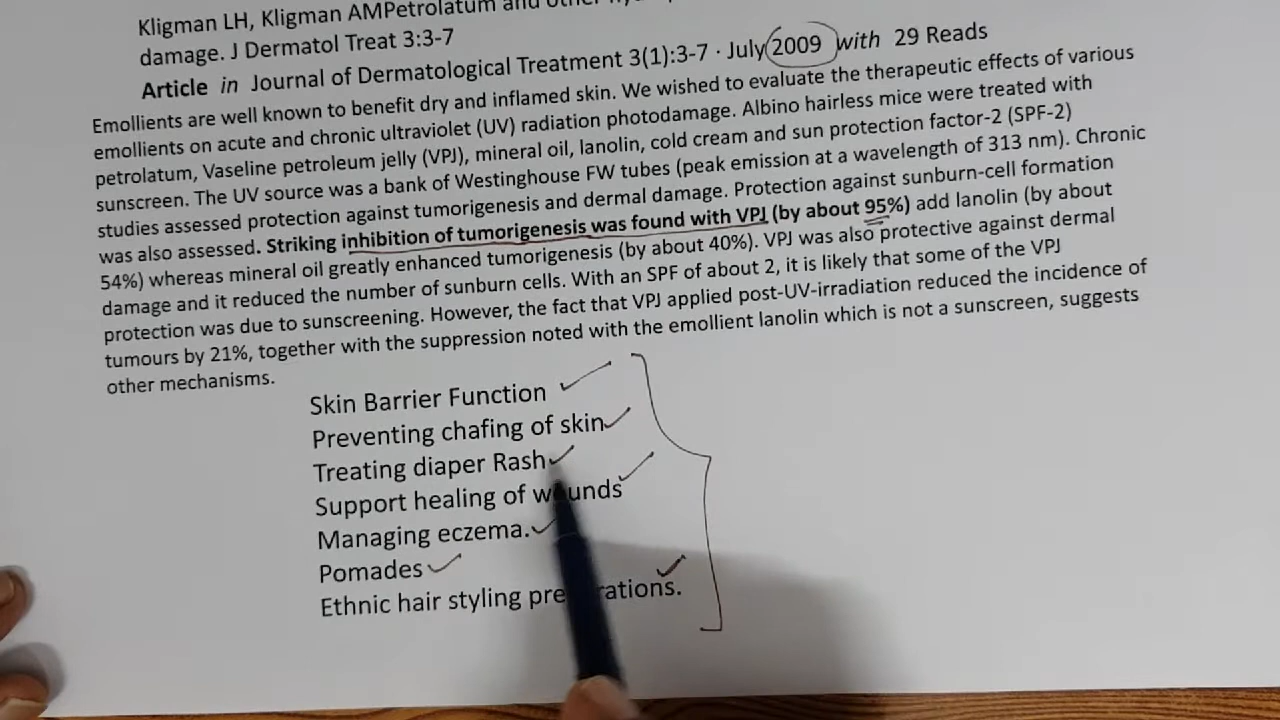 Kligman LH, Kligman AMPetrolatum and other
damage. J Dermatol Treat 3:3-7
Article in Journal of Dermatological Treatment 3(1):3-7 · July 2009 with 29 Reads
Emollients are well known to benefit dry and inflamed skin. We wished to evaluate the therapeutic effects of various
emollients on acute and chronic ultraviolet (UV) radiation photodamage. Albino hairless mice were treated with
petrolatum, Vaseline petroleum jelly (VPJ), mineral oil, lanolin, cold cream and sun protection factor-2 (SPF-2)
sunscreen. The UV source was a bank of Westinghouse FW tubes (peak emission at a wavelength of 313 nm). Chronic
studies assessed protection against tumorigenesis and dermal damage. Protection against sunburn-cell formation
was also assessed. Striking inhibition of tumorigenesis was found with VPJ (by about 95%) add lanolin (by about
54%) whereas mineral oil greatly enhanced tumorigenesis (by about 40%). VPJ was also protective against dermal
damage and it reduced the number of sunburn cells. With an SPF of about 2, it is likely that some of the VPJ
protection was due to sunscreening. However, the fact that VPJ applied post-UV-irradiation reduced the incidence of
tumours by 21%, together with the suppression noted with the emollient lanolin which is not a sunscreen, suggests
other mechanisms.
Skin Barrier Function
Preventing chafing of skin
Treating diaper Rash
Support healing of wounds
Managing eczema.
Pomades
Ethnic hair styling